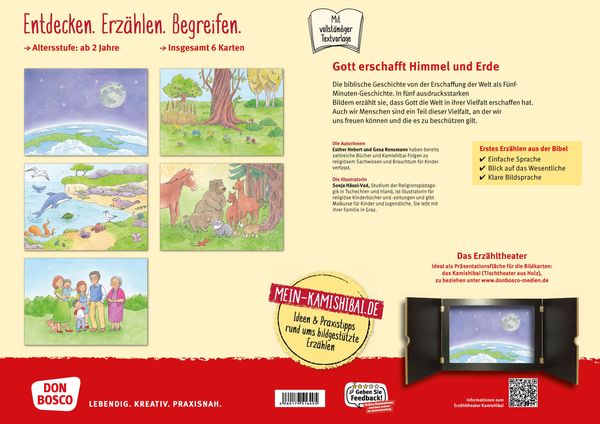 Entdecken. Erzählen. Begreifen.
→ Altersstufe: ab 2 Jahre
→ Insgesamt 6 Karten
Mit
vollständiger
Textvorlage
Gott erschafft Himmel und Erde
Die biblische Geschichte von der Erschaffung der Welt als Fünf-
Minuten-Geschichte. In fünf ausdrucksstarken
Bildern erzählt sie, dass Gott die Welt in ihrer Vielfalt erschaffen hat.
Auch wir Menschen sind ein Teil dieser Vielfalt, an der wir
uns freuen können und die es zu beschützen gilt.
Die Autorinnen
Esther Hebert und Gesa Rensmann haben bereits
zahlreiche Bücher und Kamishibai-Folgen zu
religiösem Sachwissen und Brauchtum für Kinder
verfasst.
Die Illustratorin
Sonja Häusl-Vad, Studium der Religionspädago-
gik in Tschechien und Irland, ist Illustratorin für
religiöse Kinderbücher und -zeitungen und gibt
Malkurse für Kinder und Jugendliche. Sie lebt mit
ihrer Familie in Graz.
Erstes Erzählen aus der Bibel
✔ Einfache Sprache
✔ Blick auf das Wesentliche
✔ Klare Bildsprache
Das Erzähltheater
Ideal als Präsentationsfläche für die Bildkarten:
das Kamishibai (Tischtheater aus Holz),
zu beziehen unter www.donbosco-medien.de
MEIN-KAMISHIBAI.DE
Ideen & Praxistipps
rund ums bildgestützte
Erzählen
DON
BOSCO
LEBENDIG. KREATIV. PRAXISNAH.
Geben Sie
Feedback!
Informationen zum
Erzähltheater Kamishibai